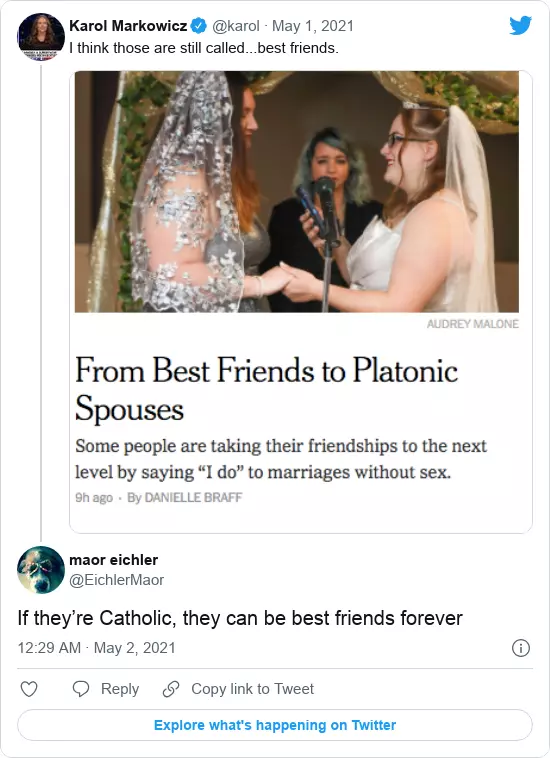 Karol Markowicz @karol · May 1, 2021
I think those are still called...best friends.
AUDREY MALONE
From Best Friends to Platonic
Spouses
Some people are taking their friendships to the next
level by saying “I do” to marriages without sex.
9h ago · By DANIELLE BRAFF
maor eichler
@EichlerMaor
If they’re Catholic, they can be best friends forever
12:29 AM · May 2, 2021
Reply
Copy link to Tweet
Explore what's happening on Twitter